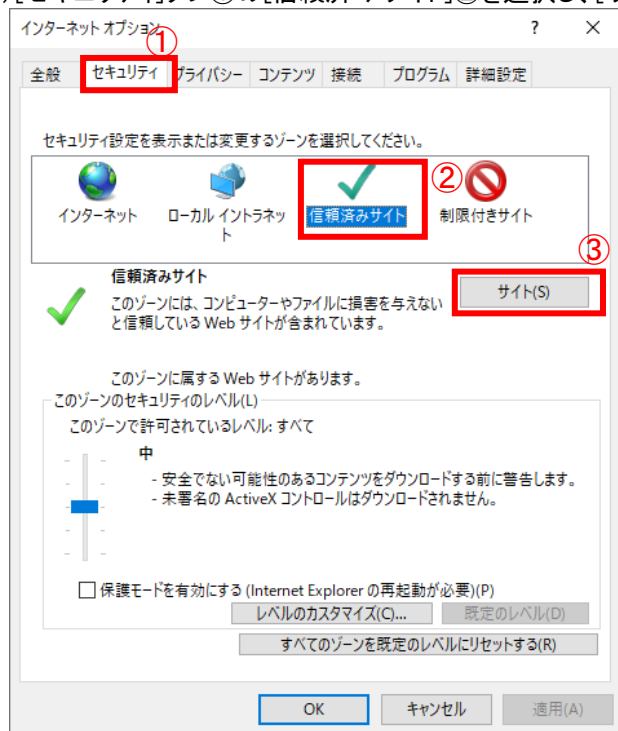 インターネット オプション ? ×
①
全般 セキュリティ プライバシー コンテンツ 接続 プログラム 詳細設定
セキュリティ設定を表示または変更するゾーンを選択してください。
②
インターネット ローカル イントラネット 信頼済みサイト 制限付きサイト
③
信頼済みサイト
サイト(S)
このゾーンには、コンピューターやファイルに損害を与えない
と信頼している Web サイトが含まれています。
このゾーンに属する Web サイトがあります。
このゾーンのセキュリティのレベル(L)
このゾーンで許可されているレベル: すべて
中
- 安全でない可能性のあるコンテンツをダウンロードする前に警告します。
- 未署名の ActiveX コントロールはダウンロードされません。
保護モードを有効にする (Internet Explorer の再起動が必要)(P)
レベルのカスタマイズ(C)... 既定のレベル(D)
すべてのゾーンを既定のレベルにリセットする(R)
OK キャンセル 適用(A)